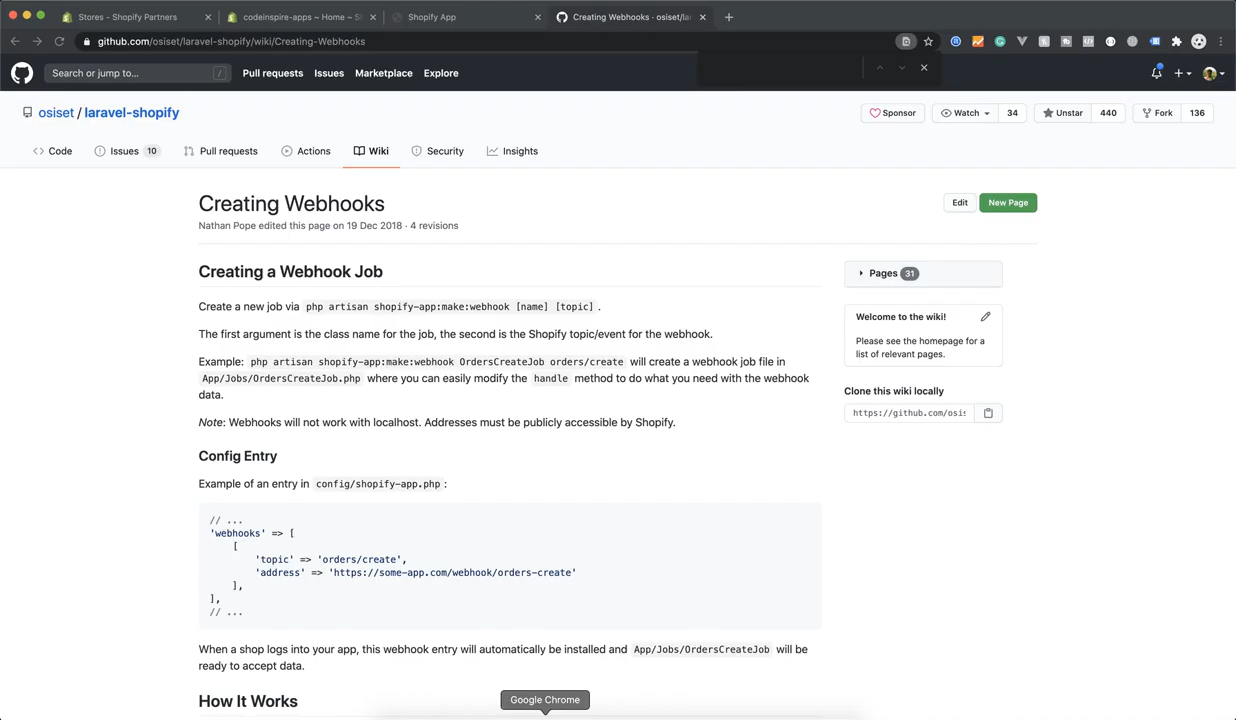 Stores - Shopify Partners
codeinspire-apps ~ Home ~ S
Shopify App
Creating Webhooks · osiset/la
github.com/osiset/laravel-shopify/wiki/Creating-Webhooks
Search or jump to...
/
Pull requests
Issues
Marketplace
Explore
osiset / laravel-shopify
Sponsor
Watch
34
Unstar
440
Fork
136
Code
Issues 10
Pull requests
Actions
Wiki
Security
Insights
Creating Webhooks
Edit
New Page
Nathan Pope edited this page on 19 Dec 2018 · 4 revisions
Creating a Webhook Job
Create a new job via php artisan shopify-app:make:webhook [name] [topic] .
The first argument is the class name for the job, the second is the Shopify topic/event for the webhook.
Example: php artisan shopify-app:make:webhook OrdersCreateJob orders/create will create a webhook job file in
App/Jobs/OrdersCreateJob.php where you can easily modify the handle method to do what you need with the webhook
data.
Note: Webhooks will not work with localhost. Addresses must be publicly accessible by Shopify.
Config Entry
Example of an entry in config/shopify-app.php :
// ...
'webhooks' => [
[
'topic' => 'orders/create',
'address' => 'https://some-app.com/webhook/orders-create'
],
],
// ...
When a shop logs into your app, this webhook entry will automatically be installed and App/Jobs/OrdersCreateJob will be
ready to accept data.
How It Works
Pages 31
Welcome to the wiki!
Please see the homepage for a
list of relevant pages.
Clone this wiki locally
https://github.com/osis
Google Chrome